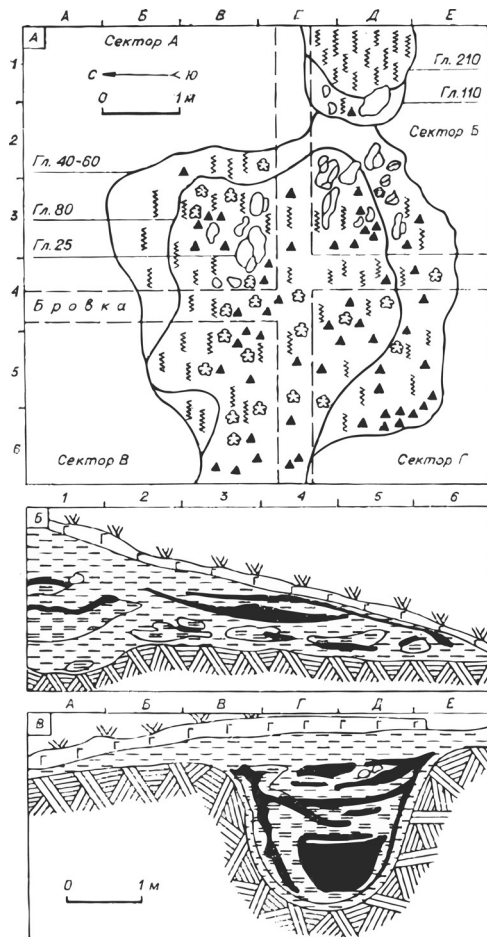 А Б В Г Д Е
А
Сектор А
1
Гл. 210
С Ю
Гл. 110
0 1 м
Сектор Б
2
Гл. 40-60
3
Гл. 80
Гл. 25
4
Бровка
5
6
Сектор В
Сектор Г
1 2 3 4 5 6
Б
А Б В Г Д Е
В
0 1 м